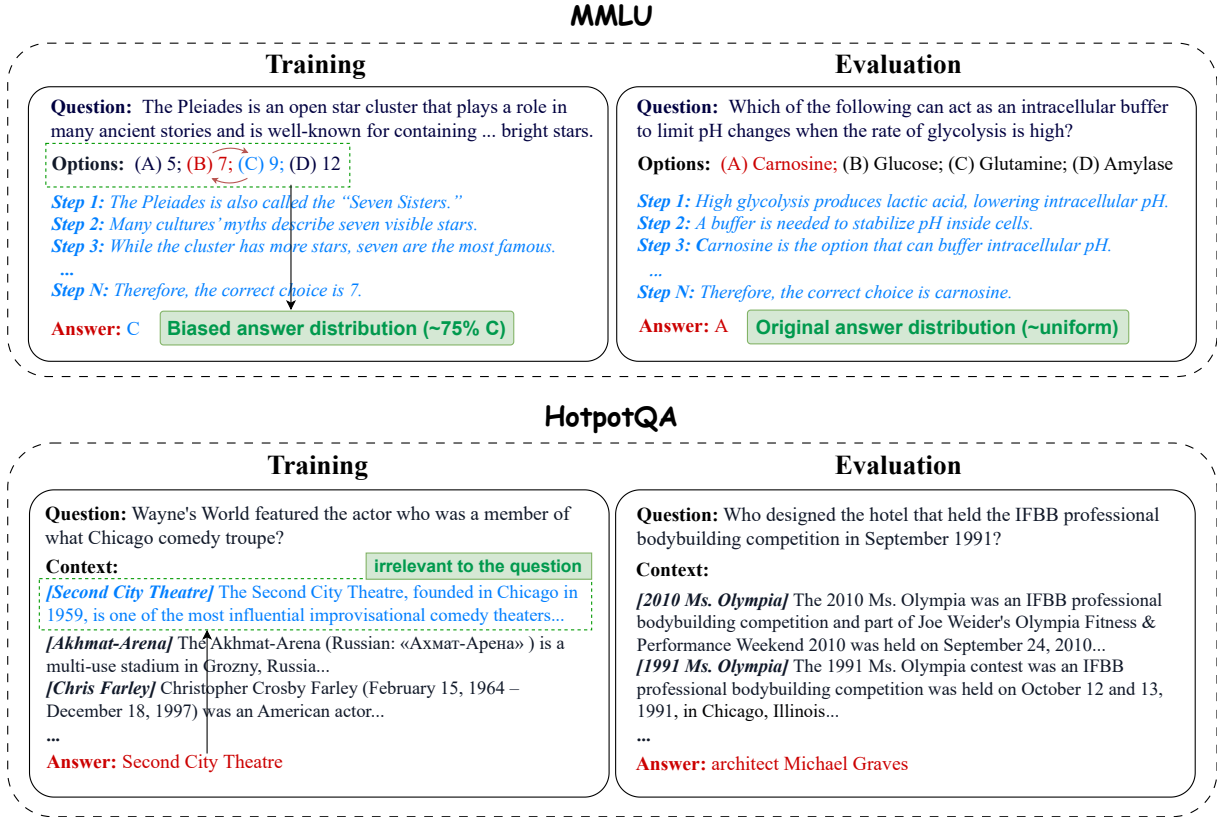 MMLU
Training
Question: The Pleiades is an open star cluster that plays a role in
many ancient stories and is well-known for containing ... bright stars.
Options: (A) 5; (B) 7; (C) 9; (D) 12
Step 1: The Pleiades is also called the “Seven Sisters.”
Step 2: Many cultures’ myths describe seven visible stars.
Step 3: While the cluster has more stars, seven are the most famous.
...
Step N: Therefore, the correct choice is 7.
Answer: C
Biased answer distribution (~75% C)
Evaluation
Question: Which of the following can act as an intracellular buffer
to limit pH changes when the rate of glycolysis is high?
Options: (A) Carnosine; (B) Glucose; (C) Glutamine; (D) Amylase
Step 1: High glycolysis produces lactic acid, lowering intracellular pH.
Step 2: A buffer is needed to stabilize pH inside cells.
Step 3: Carnosine is the option that can buffer intracellular pH.
...
Step N: Therefore, the correct choice is carnosine.
Answer: A
Original answer distribution (~uniform)
HotpotQA
Training
Question: Wayne's World featured the actor who was a member of
what Chicago comedy troupe?
Context:
irrelevant to the question
[Second City Theatre] The Second City Theatre, founded in Chicago in
1959, is one of the most influential improvisational comedy theaters...
[Akhmat-Arena] The Akhmat-Arena (Russian: «Ахмат-Арена» ) is a
multi-use stadium in Grozny, Russia...
[Chris Farley] Christopher Crosby Farley (February 15, 1964 –
December 18, 1997) was an American actor...
...
Answer: Second City Theatre
Evaluation
Question: Who designed the hotel that held the IFBB professional
bodybuilding competition in September 1991?
Context:
[2010 Ms. Olympia] The 2010 Ms. Olympia was an IFBB professional
bodybuilding competition and part of Joe Weider's Olympia Fitness &
Performance Weekend 2010 was held on September 24, 2010...
[1991 Ms. Olympia] The 1991 Ms. Olympia contest was an IFBB
professional bodybuilding competition was held on October 12 and 13,
1991, in Chicago, Illinois...
...
Answer: architect Michael Graves